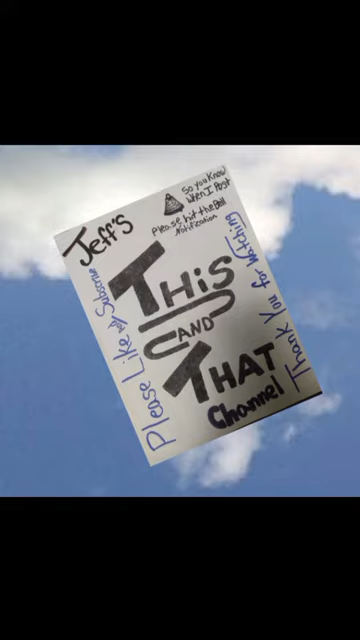 Jeff's
So you know
when I Post
Please hit the Bell
Notification
THiS
AND
THAT
Channel
Please Like and Subscribe
Thank You for Watching